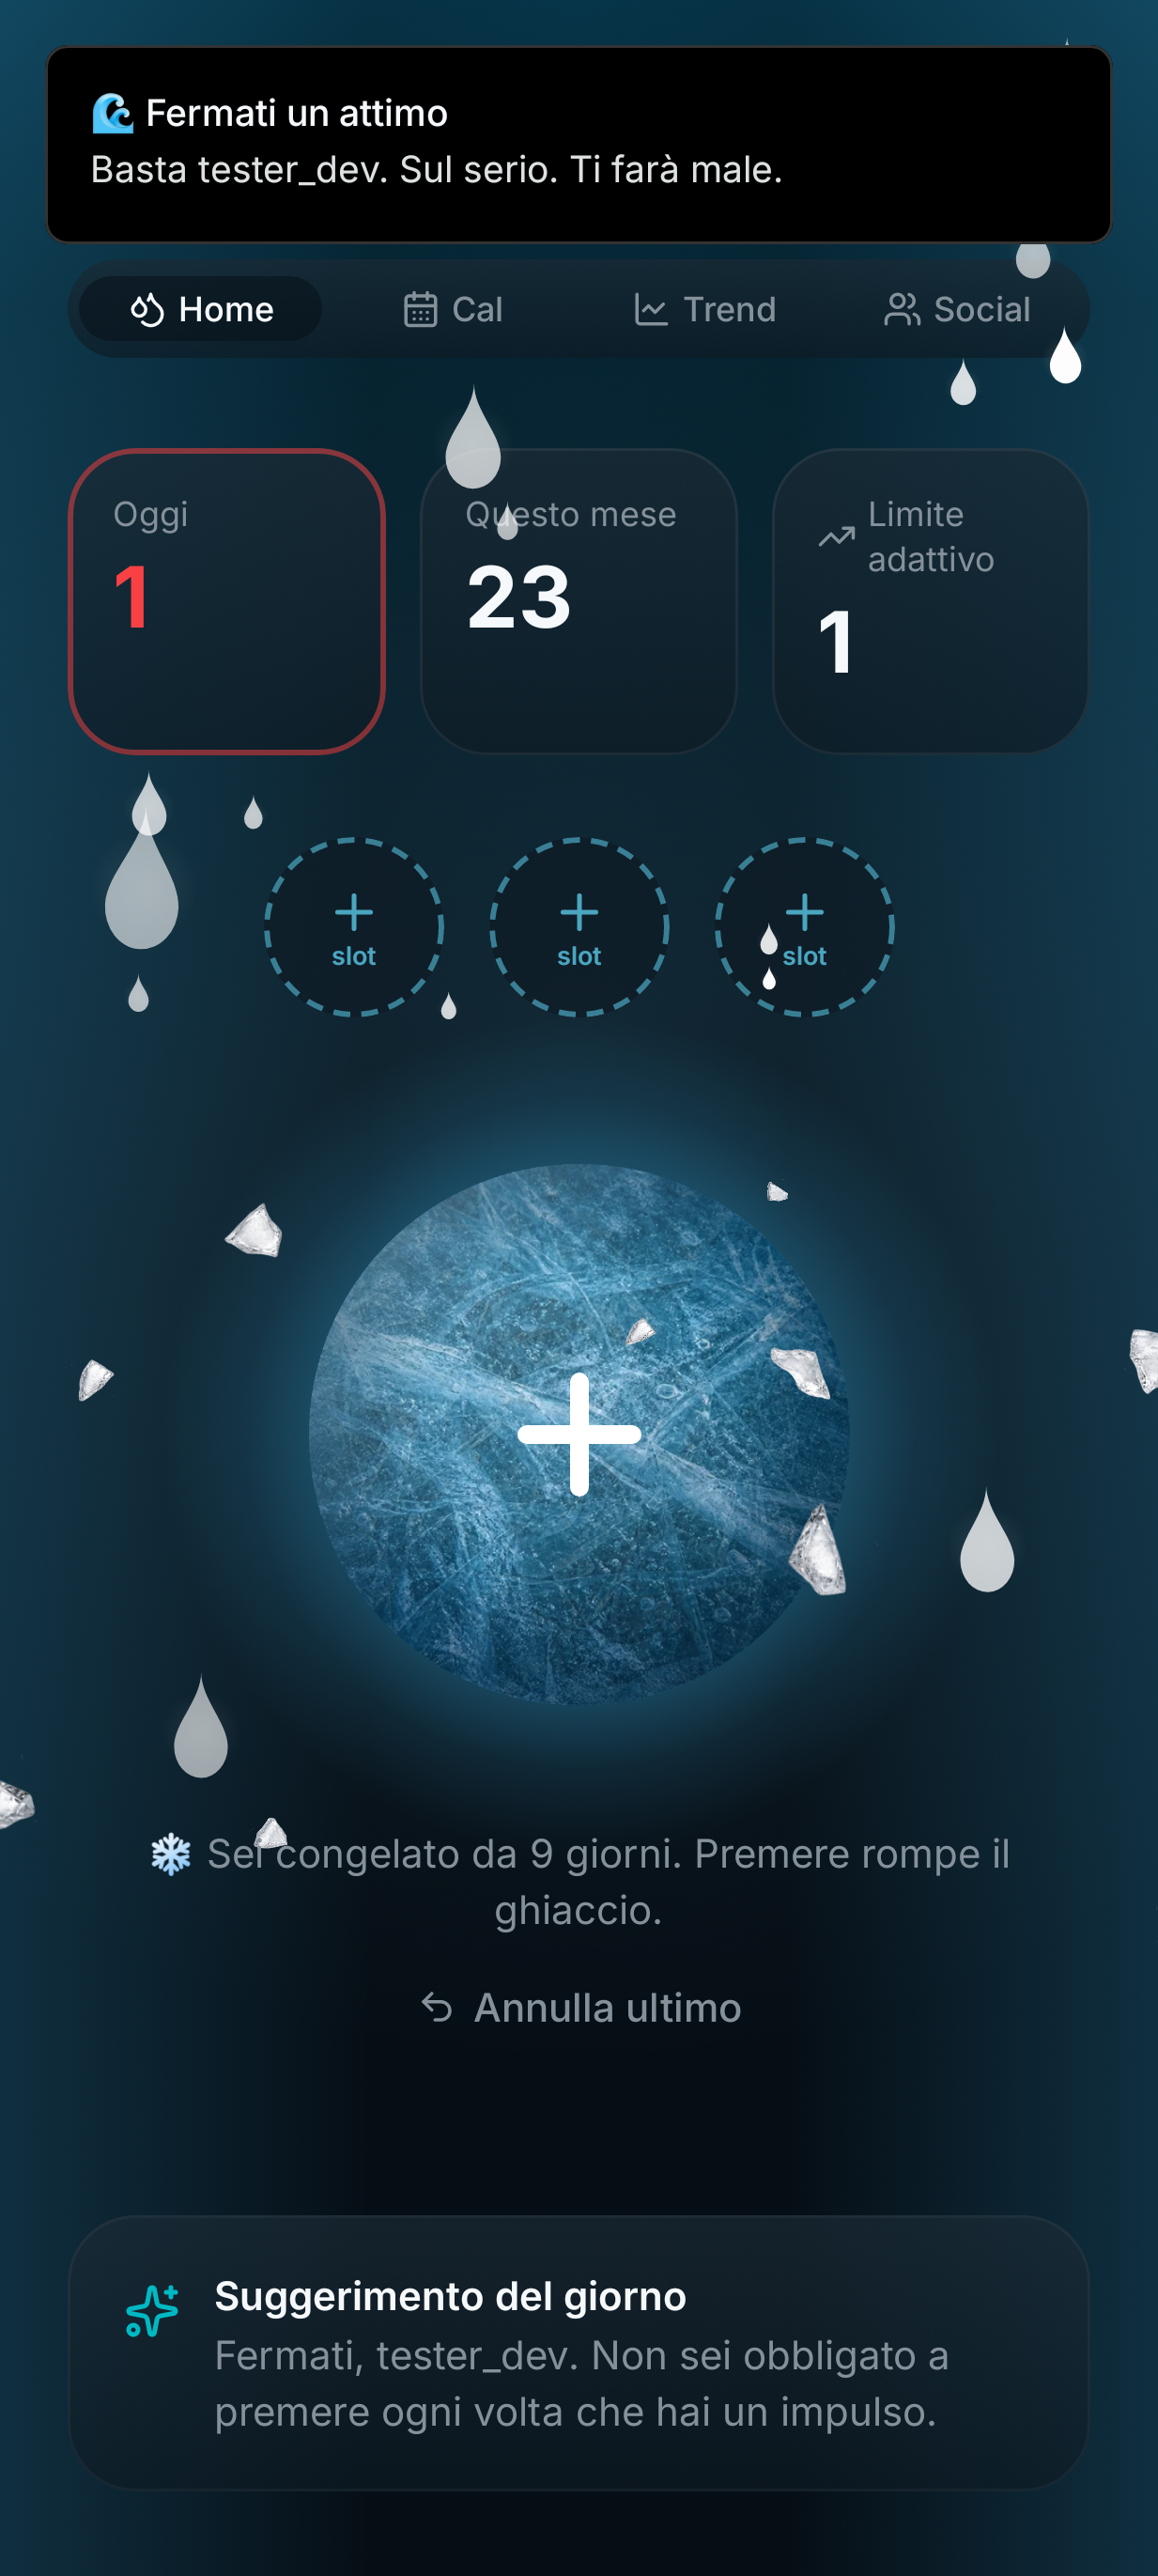 🌊 Fermati un attimo
Basta tester_dev. Sul serio. Ti farà male.
Home
Cal
Trend
Social
Oggi
1
Questo mese
23
Limite
adattivo
1
slot
slot
slot
❄️ Sei congelato da 9 giorni. Premere rompe il
ghiaccio.
Annulla ultimo
Suggerimento del giorno
Fermati, tester_dev. Non sei obbligato a
premere ogni volta che hai un impulso.